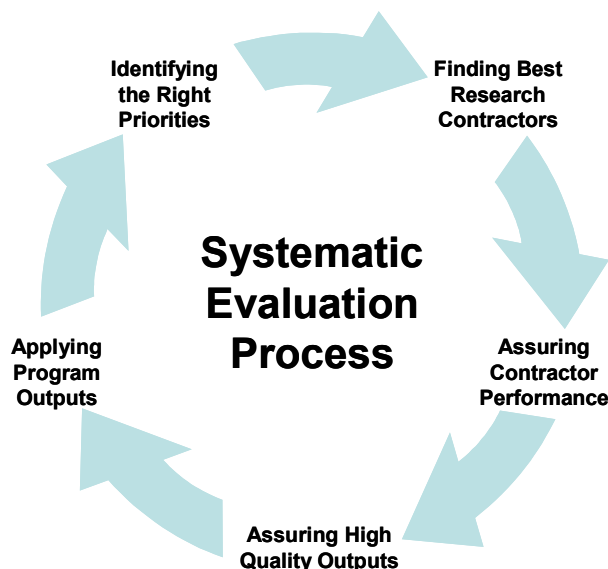 Identifying
the Right
Priorities
Finding Best
Research
Contractors
Systematic
Evaluation
Process
Assuring
Contractor
Performance
Assuring High
Quality Outputs
Applying
Program
Outputs